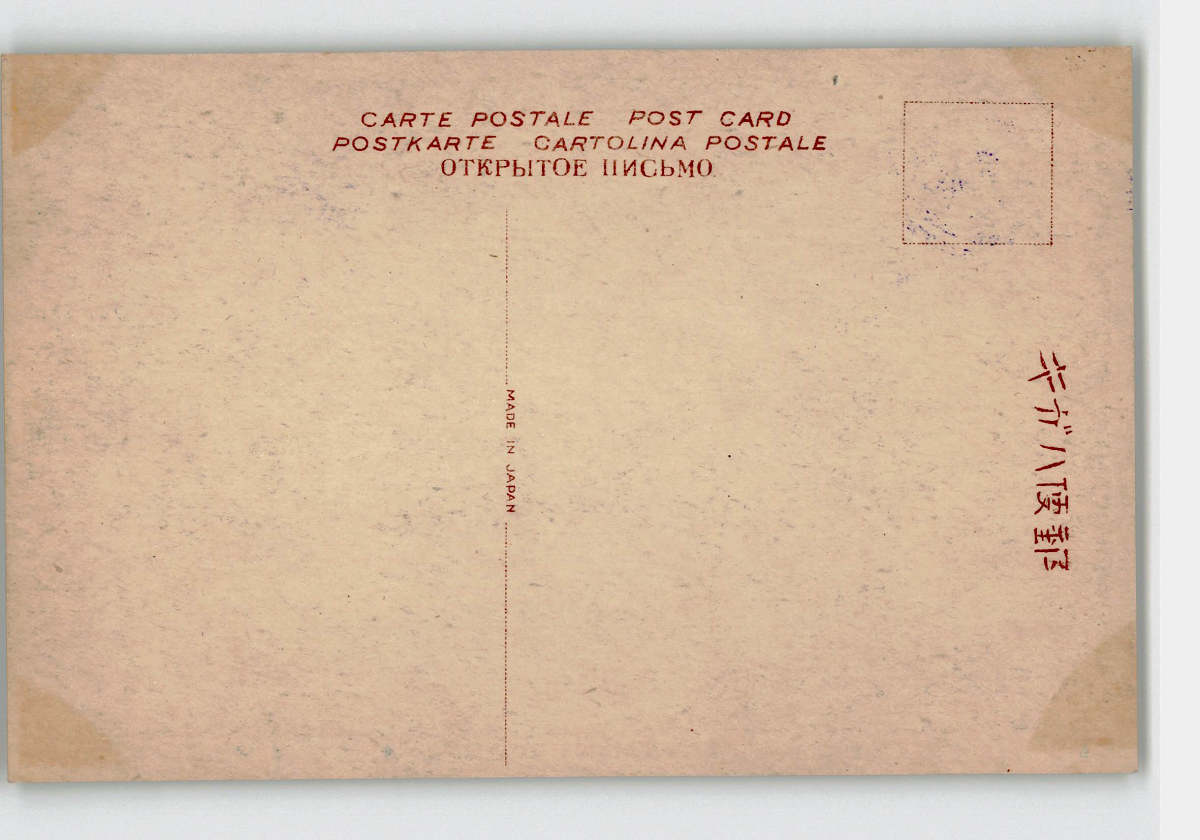 CARTE POSTALE POST CARD
POSTKARTE CARTOLINA POSTALE
ОТКРЫТОЕ ПИСЬМО
MADE IN JAPAN
郵便ハガキ